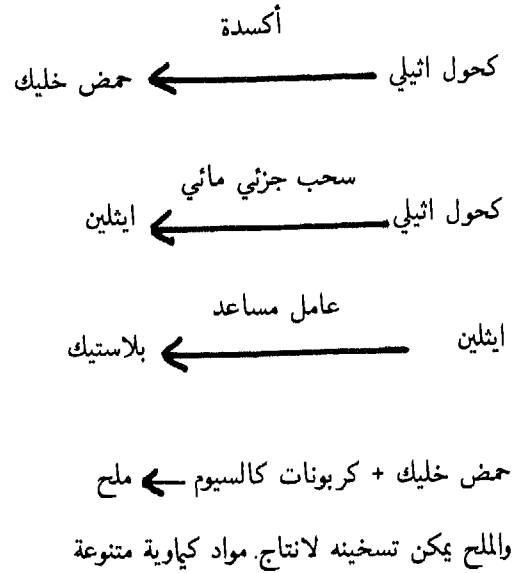 أكسدة
كحول اثيلي ← حمض خليك
سحب جزئي مائي
كحول اثيلي ← ايثلين
عامل مساعد
ايثلين ← بلاستيك
حمض خليك + كربونات كالسيوم ← ملح
والملح يمكن تسخينه لانتاج. مواد كيماوية متنوعة